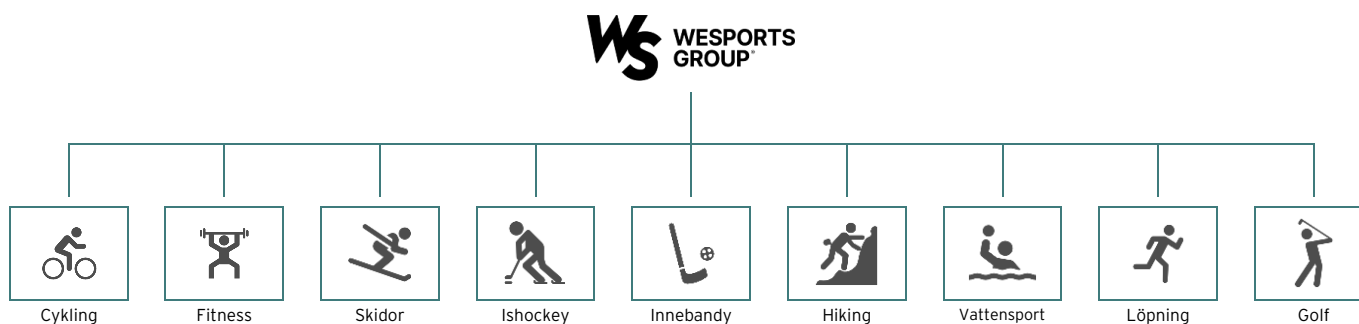 WS WESPORTS
GROUP
Cykling
Fitness
Skidor
Ishockey
Innebandy
Hiking
Vattensport
Löpning
Golf